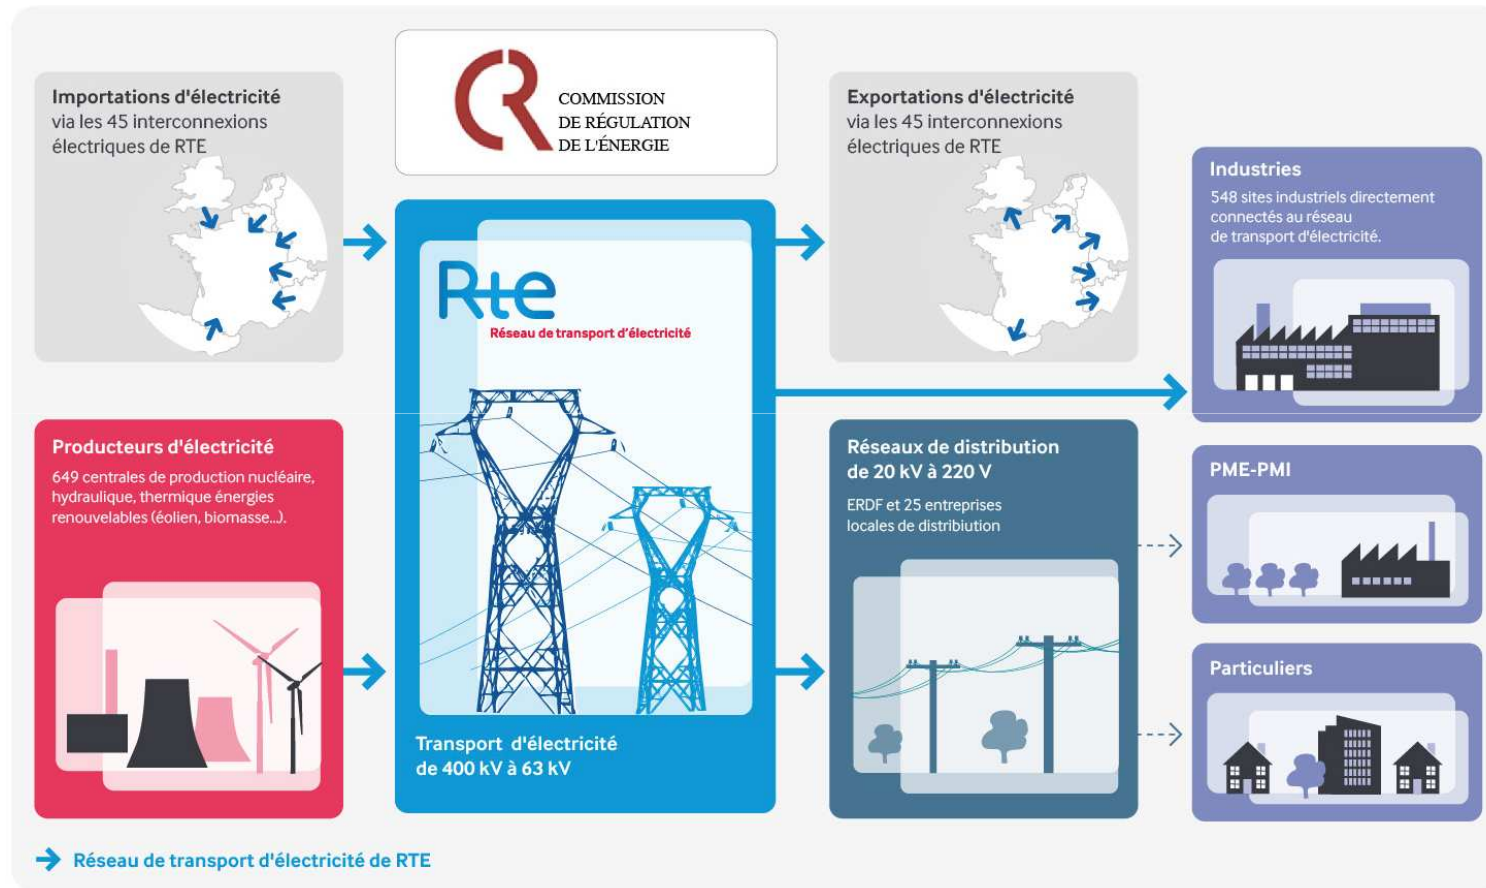 Importations d'électricité
via les 45 interconnexions
électriques de RTE
COMMISSION
DE RÉGULATION
DE L'ÉNERGIE
Exportations d'électricité
via les 45 interconnexions
électriques de RTE
Industries
548 sites industriels directement
connectés au réseau
de transport d'électricité.
Rte
Réseau de transport d'électricité
Producteurs d'électricité
649 centrales de production nucléaire,
hydraulique, thermique énergies
renouvelables (éolien, biomasse...).
Transport d'électricité
de 400 kV à 63 kV
Réseaux de distribution
de 20 kV à 220 V
ERDF et 25 entreprises
locales de distribiution
PME-PMI
Particuliers
Réseau de transport d'électricité de RTE